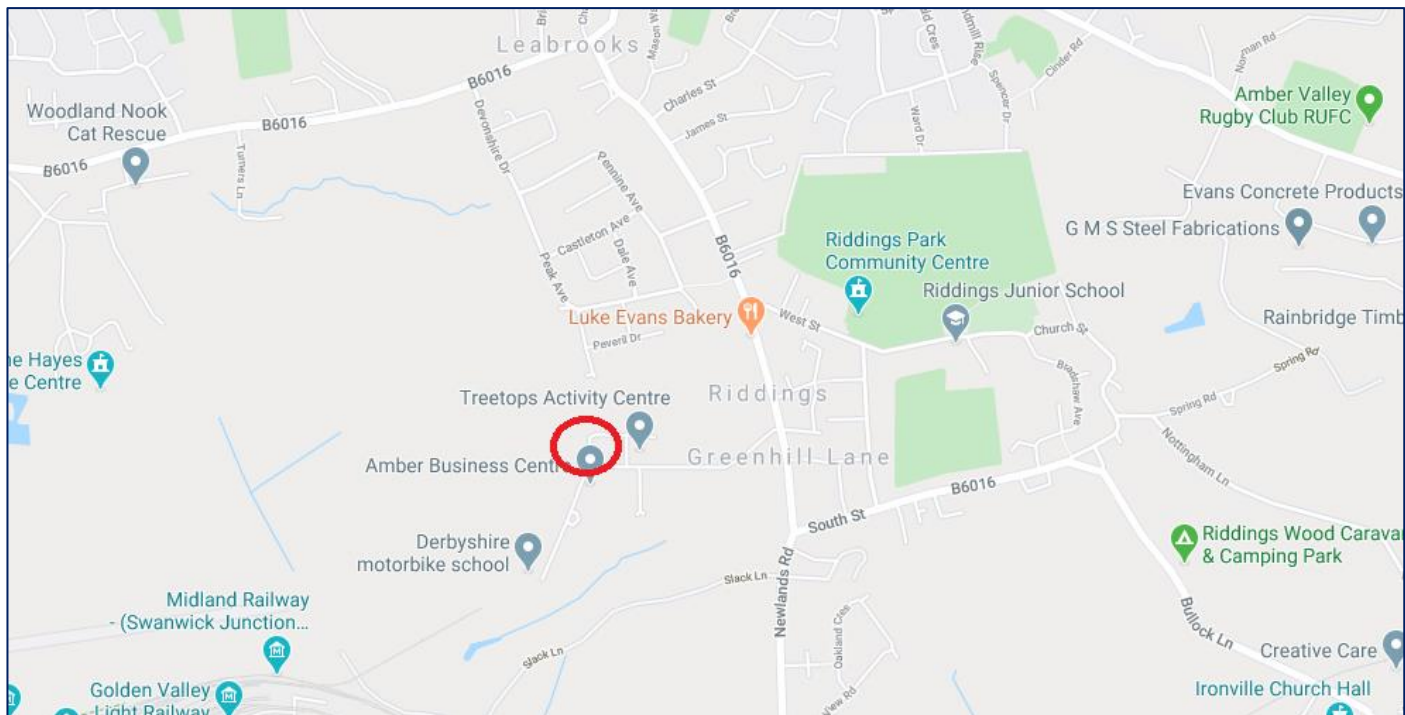 Leabrooks
Mason W
Charles St
James St
B6016
Woodland Nook
Cat Rescue
B6016
B6016
Turners Ln
Devonshire Dr
Pennine Ave
Castleton Ave
Dale Ave
Peak Ave
B6016
Ward Dr
Spencer Dr
Cinder Rd
Norman Rd
Amber Valley
Rugby Club RUFC
Evans Concrete Products
G M S Steel Fabrications
Riddings Park
Community Centre
Riddings Junior School
Luke Evans Bakery
West St
Church St
Rainbridge Timb
Spring Rd
Peveril Dr
Bradshaw Ave
ne Hayes
e Centre
Treetops Activity Centre
Riddings
Spring Rd
Nottingham Ln
Amber Business Centre
Greenhill Lane
B6016
South St
Derbyshire
motorbike school
Riddings Wood Carava
& Camping Park
Slack Ln
Newlands Rd
Midland Railway
- (Swanwick Junction...
Oakland Cres
Bullock Ln
Slack Ln
Creative Care
Golden Valley
Light Railway
View Rd
Ironville Church Hall